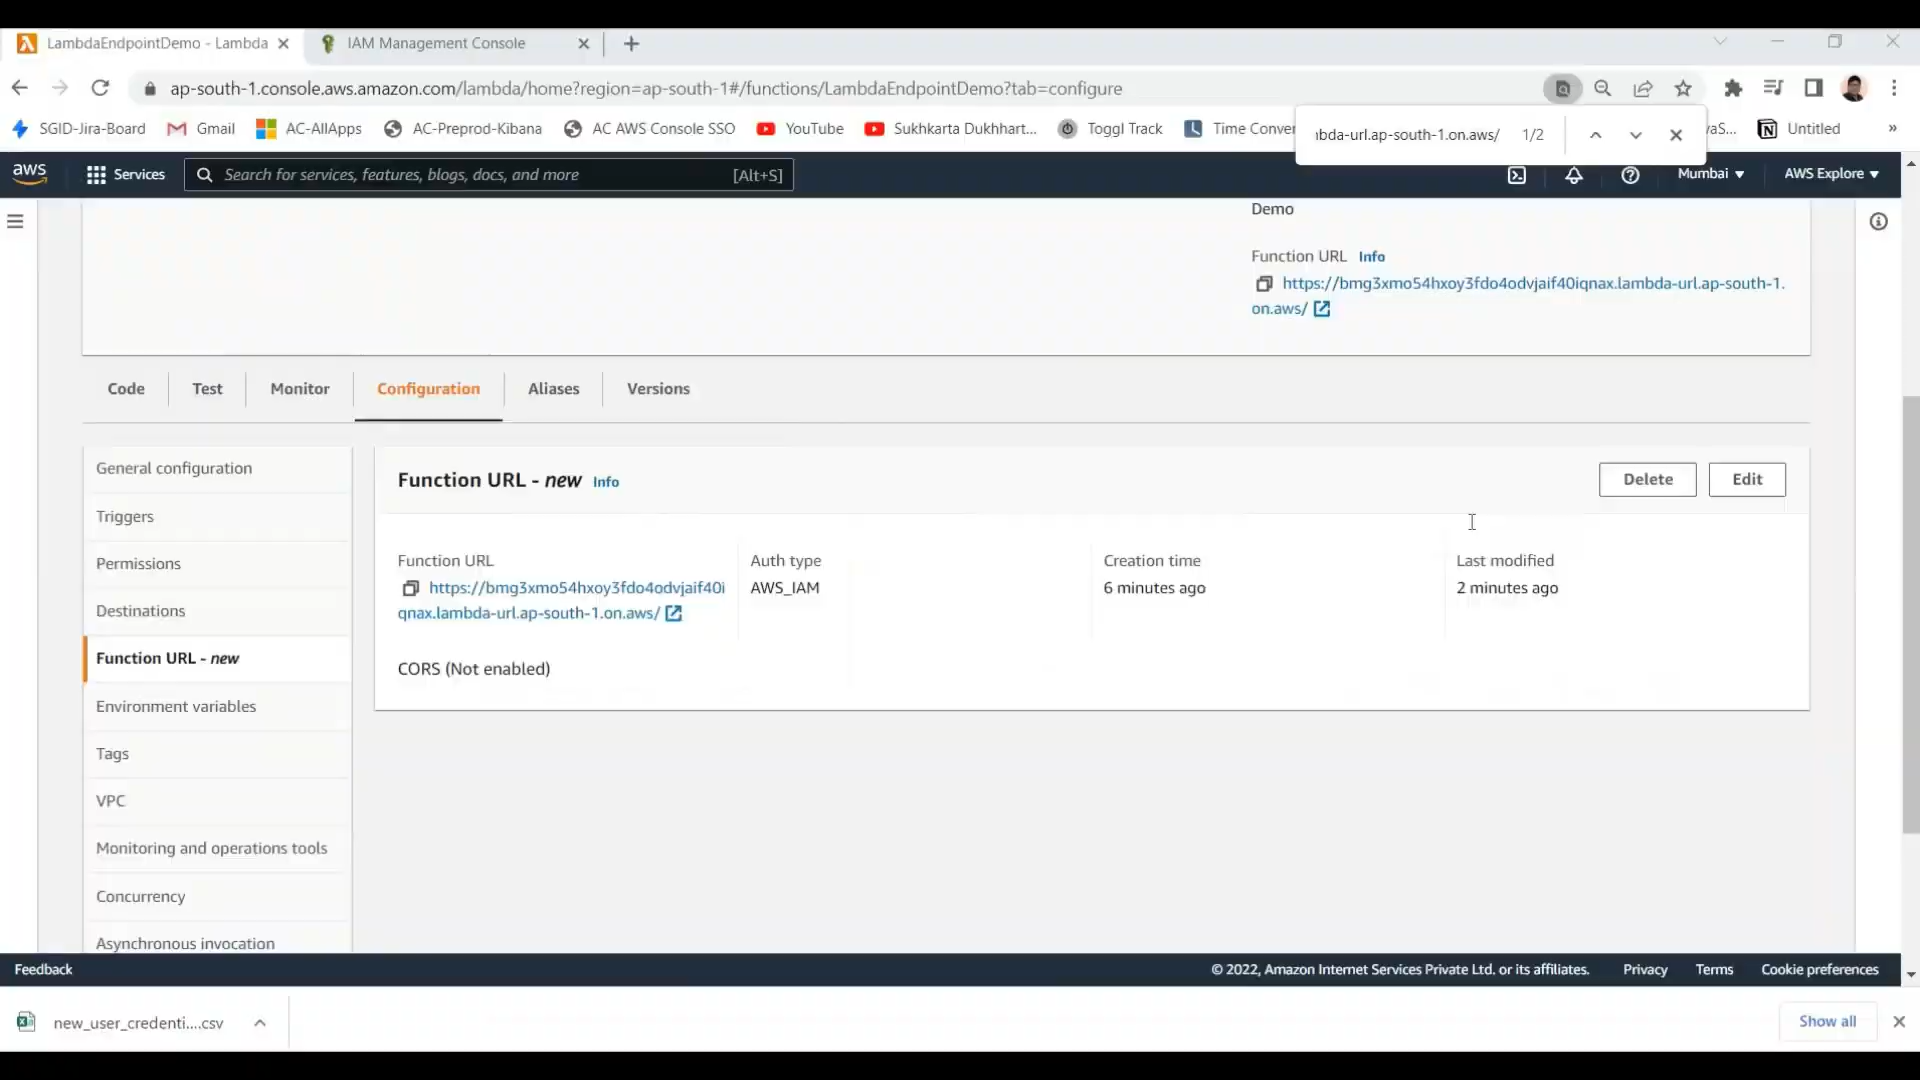 LambdaEndpointDemo - Lambda
IAM Management Console
ap-south-1.console.aws.amazon.com/lambda/home?region=ap-south-1#/functions/LambdaEndpointDemo?tab=configure
SGID-Jira-Board
Gmail
AC-AllApps
AC-Preprod-Kibana
AC AWS Console SSO
YouTube
Sukhkarta Dukhhart...
Toggl Track
Time Conver
bda-url.ap-south-1.on.aws/ 1/2
vaS...
Untitled
»
aws
Services
Search for services, features, blogs, docs, and more [Alt+S]
Mumbai
AWS Explore
Demo
Function URL Info
https://bmg3xmo54hxoy3fdo4odvjaif40iqnax.lambda-url.ap-south-1.
on.aws/
Code
Test
Monitor
Configuration
Aliases
Versions
General configuration
Triggers
Permissions
Destinations
Function URL - new
Environment variables
Tags
VPC
Monitoring and operations tools
Concurrency
Asynchronous invocation
Function URL - new Info
Delete
Edit
Function URL
https://bmg3xmo54hxoy3fdo4odvjaif40i
qnax.lambda-url.ap-south-1.on.aws/
Auth type
AWS_IAM
Creation time
6 minutes ago
Last modified
2 minutes ago
CORS (Not enabled)
Feedback
© 2022, Amazon Internet Services Private Ltd. or its affiliates.
Privacy
Terms
Cookie preferences
new_user_credenti....csv
Show all